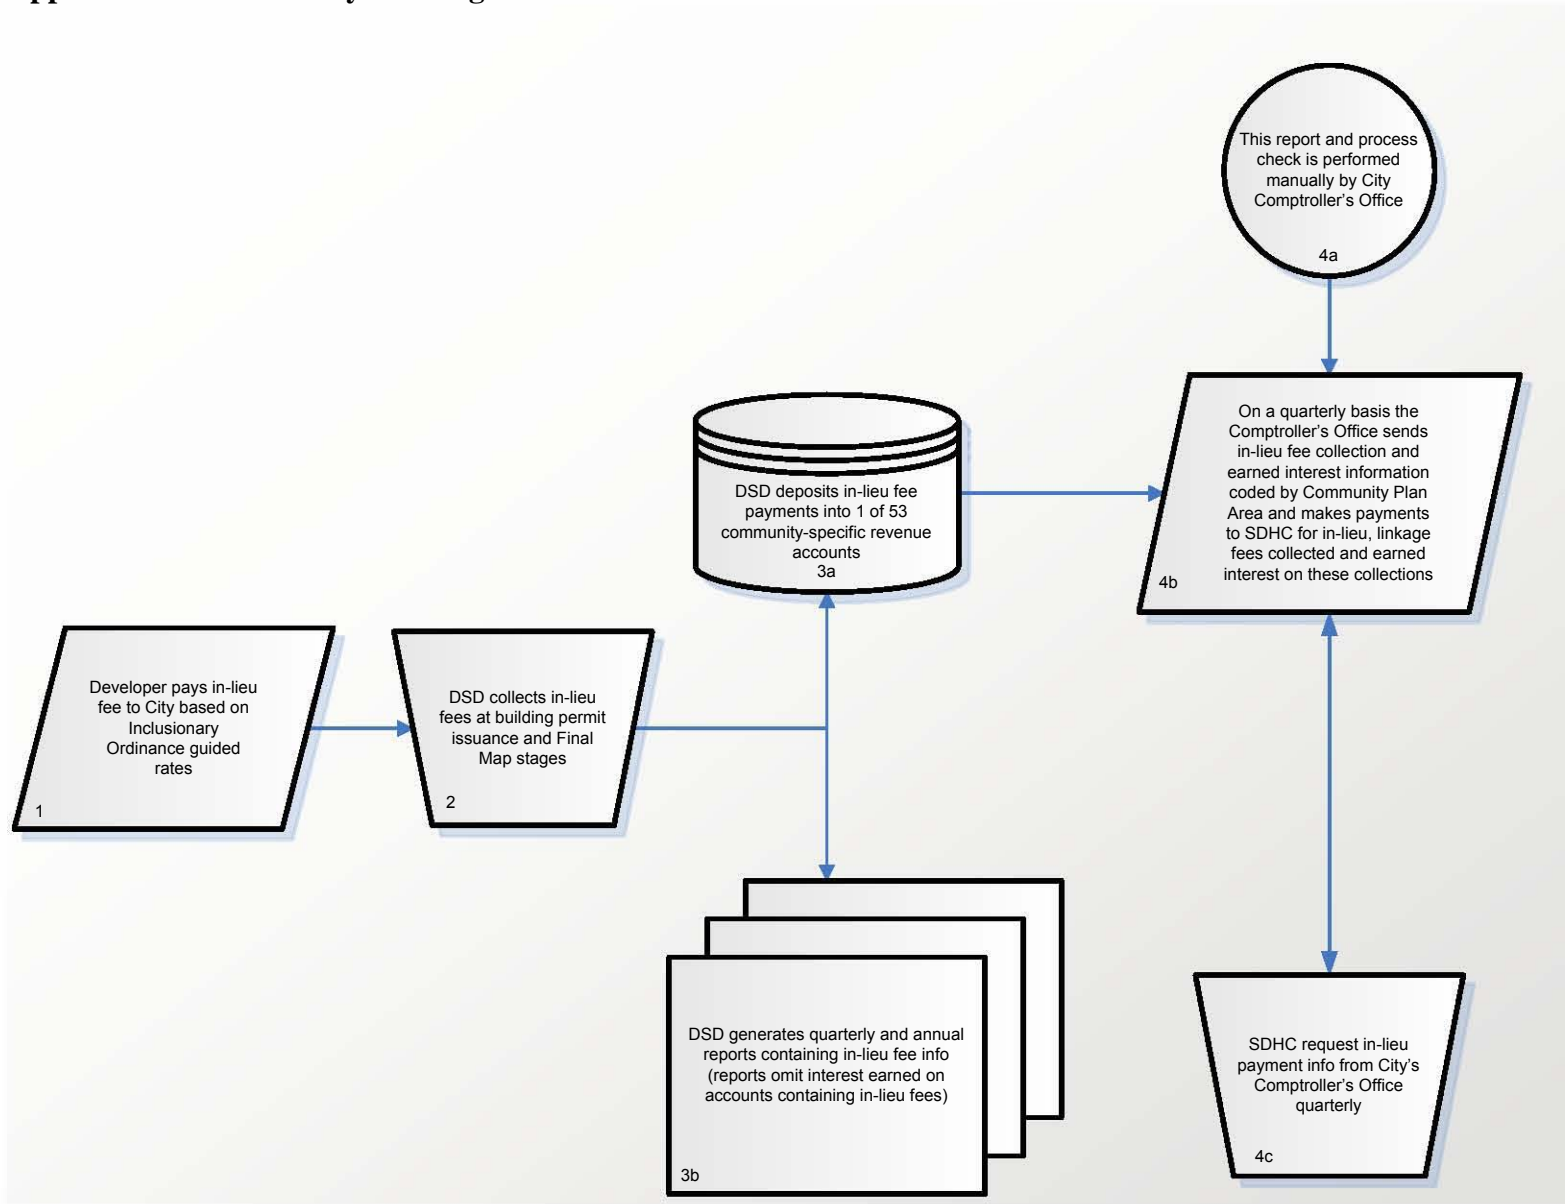 This report and process
check is performed
manually by City
Comptroller's Office
4a
On a quarterly basis the
Comptroller's Office sends
in-lieu fee collection and
earned interest information
coded by Community Plan
Area and makes payments
to SDHC for in-lieu, linkage
fees collected and earned
interest on these collections
4b
DSD deposits in-lieu fee
payments into 1 of 53
community-specific revenue
accounts
3a
Developer pays in-lieu
fee to City based on
Inclusionary
Ordinance guided
rates
1
DSD collects in-lieu
fees at building permit
issuance and Final
Map stages
2
DSD generates quarterly and annual
reports containing in-lieu fee info
(reports omit interest earned on
accounts containing in-lieu fees)
3b
SDHC request in-lieu
payment info from City's
Comptroller's Office
quarterly
4c